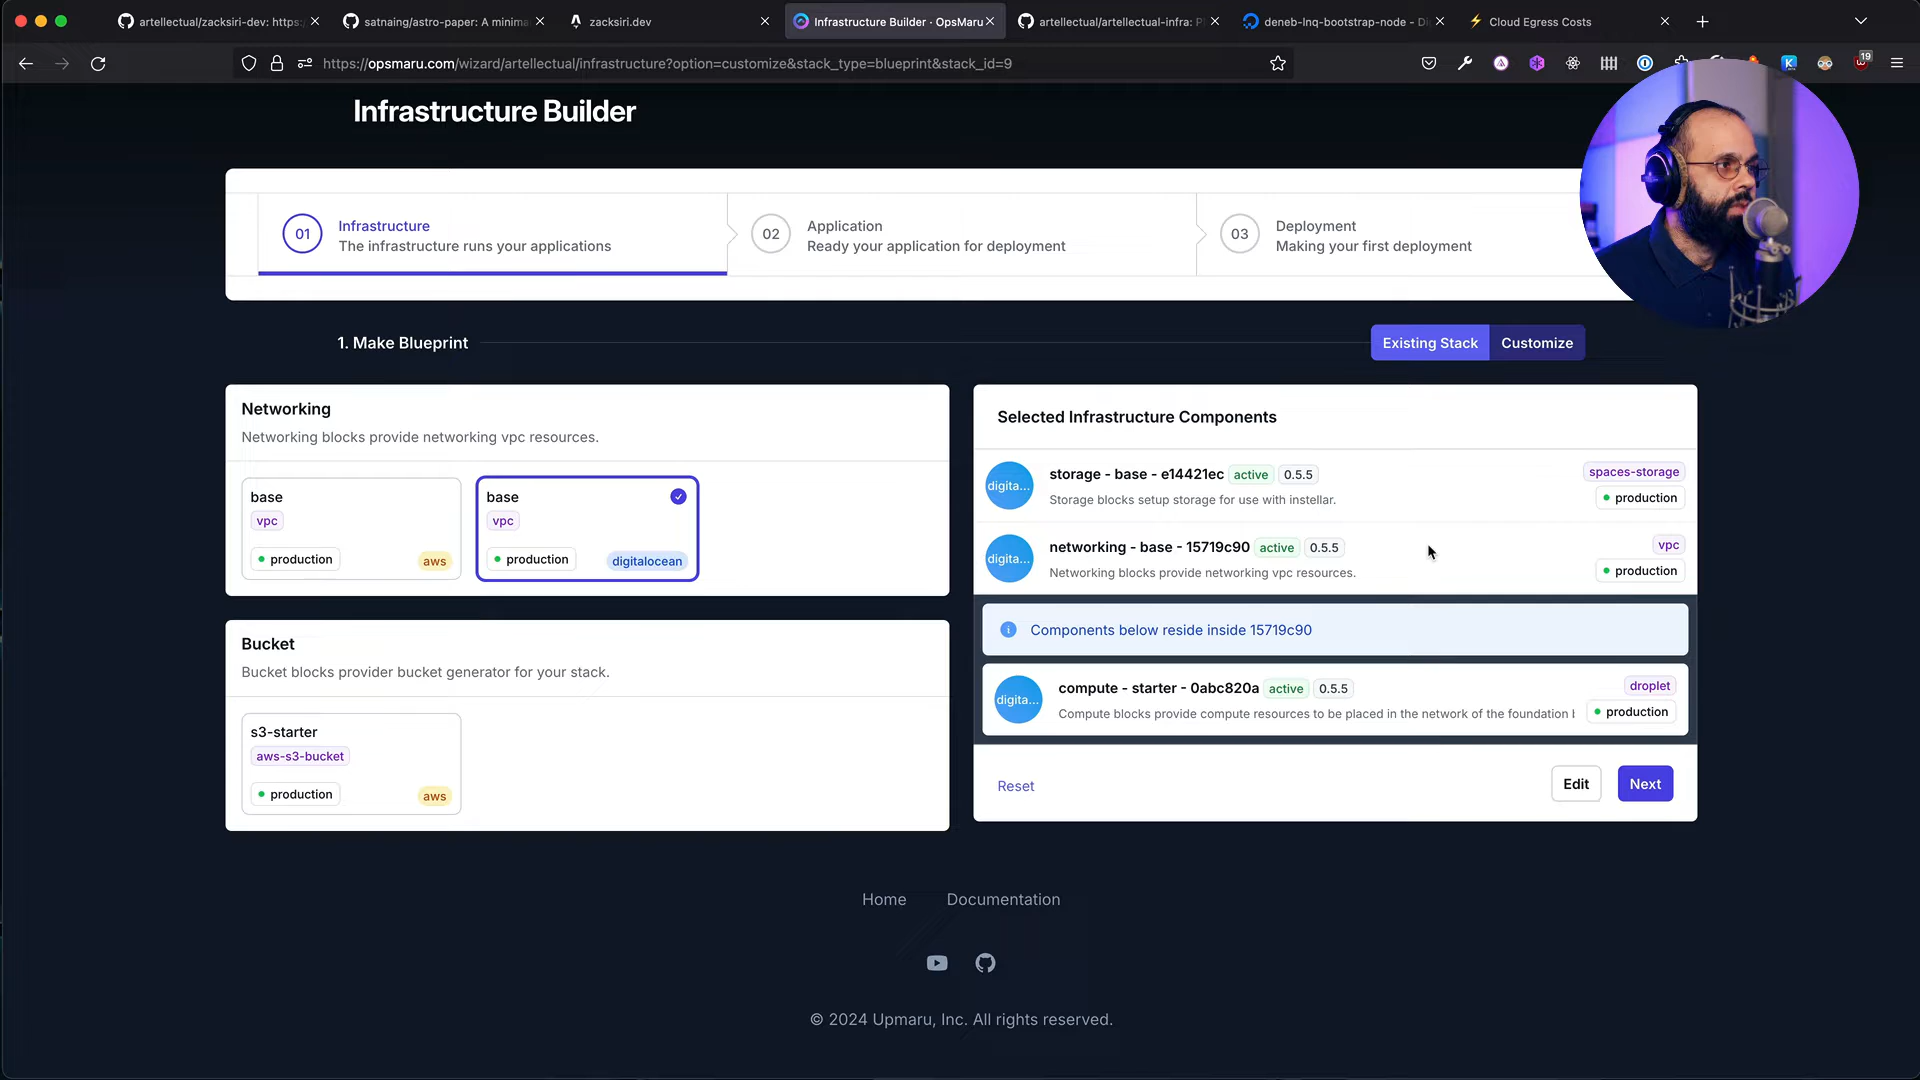 artellectual/zacksiri-dev: https:
satnaing/astro-paper: A minima
zacksiri.dev
Infrastructure Builder · OpsMaru
artellectual/artellectual-infra: P
deneb-lnq-bootstrap-node - Di
Cloud Egress Costs
https://opsmaru.com/wizard/artellectual/infrastructure?option=customize&stack_type=blueprint&stack_id=9
19
Infrastructure Builder
01
Infrastructure
The infrastructure runs your applications
02
Application
Ready your application for deployment
03
Deployment
Making your first deployment
1. Make Blueprint
Existing Stack
Customize
Networking
Networking blocks provide networking vpc resources.
base
vpc
production
aws
base
vpc
production
digitalocean
Bucket
Bucket blocks provider bucket generator for your stack.
s3-starter
aws-s3-bucket
production
aws
Selected Infrastructure Components
digita...
storage - base - e14421ec active 0.5.5
Storage blocks setup storage for use with instellar.
spaces-storage
production
digita...
networking - base - 15719c90 active 0.5.5
Networking blocks provide networking vpc resources.
vpc
production
Components below reside inside 15719c90
digita...
compute - starter - 0abc820a active 0.5.5
Compute blocks provide compute resources to be placed in the network of the foundation
droplet
production
Reset
Edit
Next
Home
Documentation
© 2024 Upmaru, Inc. All rights reserved.